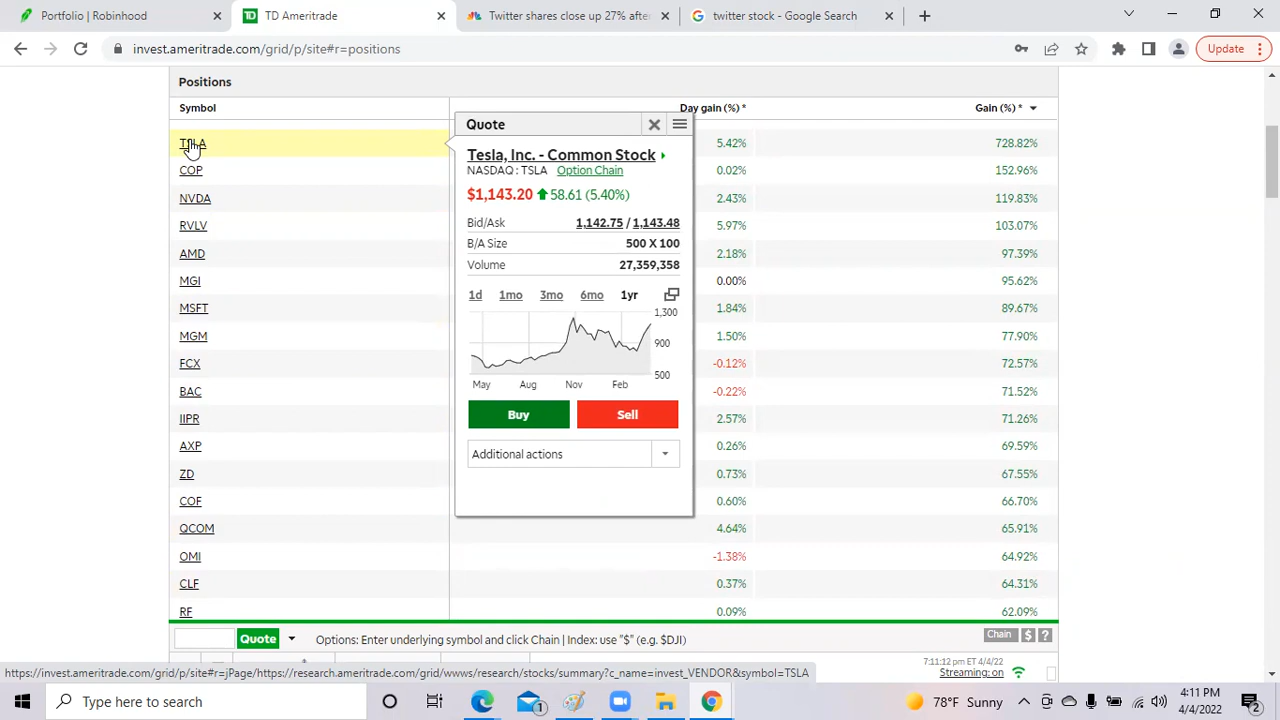 Portfolio | Robinhood
TD Ameritrade
Twitter shares close up 27% after
twitter stock - Google Search
invest.ameritrade.com/grid/p/site#r=positions
Update
Positions
Symbol Day gain (%) * Gain (%) *
TSLA 5.42% 728.82%
COP 0.02% 152.96%
NVDA 2.43% 119.83%
RVLV 5.97% 103.07%
AMD 2.18% 97.39%
MGI 0.00% 95.62%
MSFT 1.84% 89.67%
MGM 1.50% 77.90%
FCX -0.12% 72.57%
BAC -0.22% 71.52%
IIPR 2.57% 71.26%
AXP 0.26% 69.59%
ZD 0.73% 67.55%
COF 0.60% 66.70%
QCOM 4.64% 65.91%
OMI -1.38% 64.92%
CLF 0.37% 64.31%
RF 0.09% 62.09%
Quote
Tesla, Inc. - Common Stock
NASDAQ : TSLA Option Chain
$1,143.20 58.61 (5.40%)
Bid/Ask 1,142.75 / 1,143.48
B/A Size 500 X 100
Volume 27,359,358
1d 1mo 3mo 6mo 1yr
1,300
900
500
May Aug Nov Feb
Buy Sell
Additional actions
Quote Options: Enter underlying symbol and click Chain | Index: use "$" (e.g. $DJI) Chain $ ?
https://invest.ameritrade.com/grid/p/site#r=jPage/https://research.ameritrade.com/grid/wwws/research/stocks/summary?c_name=invest_VENDOR&symbol=TSLA
7:11:12 pm ET 4/4/22
Streaming: on
Type here to search
1
78°F Sunny
4:11 PM
4/4/2022
2